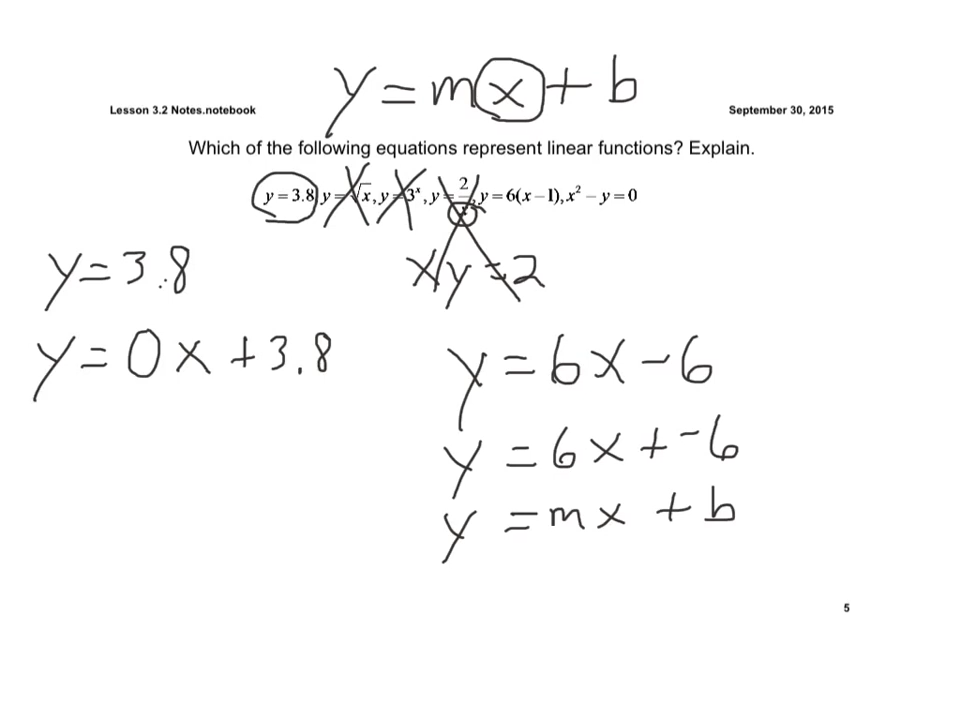 y = mx + b
Lesson 3.2 Notes.notebook September 30, 2015
Which of the following equations represent linear functions? Explain.
y = 3.8, y = √x, y = 3ˣ, y = 2/x, y = 6(x − 1), x² − y = 0
y = 3.8 xy = 2
y = 0x + 3.8 y = 6x − 6
y = 6x + −6
y = mx + b
5